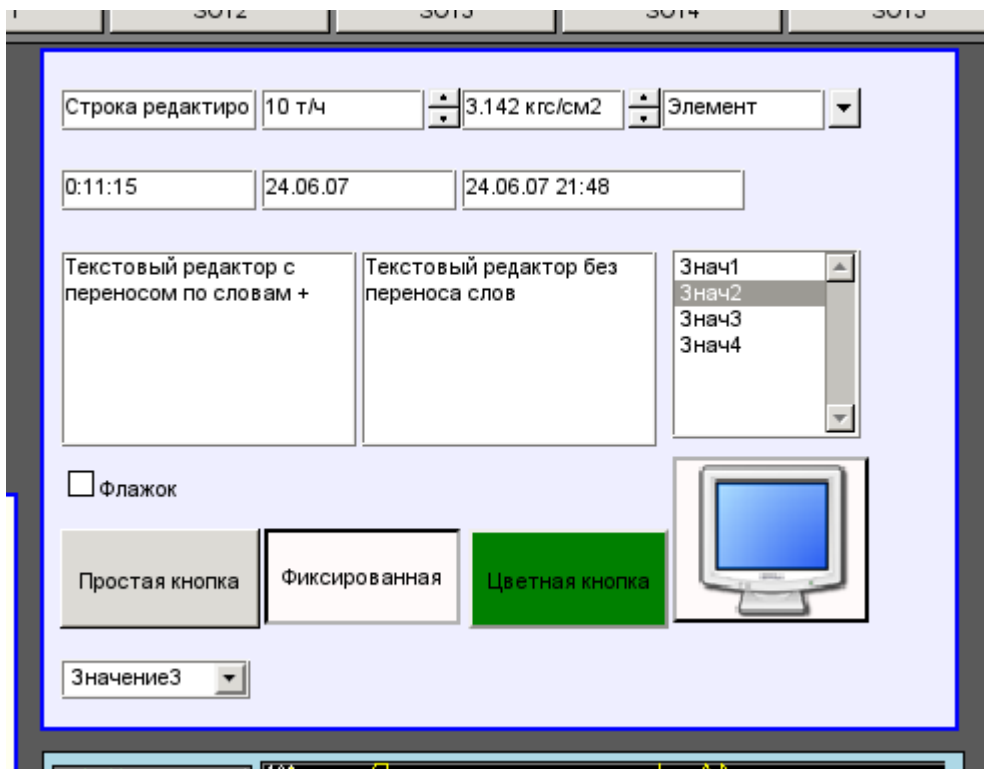 Строка редактиро
10 т/ч
3.142 кгс/см2
Элемент
0:11:15
24.06.07
24.06.07 21:48
Текстовый редактор с
переносом по словам +
Текстовый редактор без
переноса слов
Знач1
Знач2
Знач3
Знач4
Флажок
Простая кнопка
Фиксированная
Цветная кнопка
Значение3